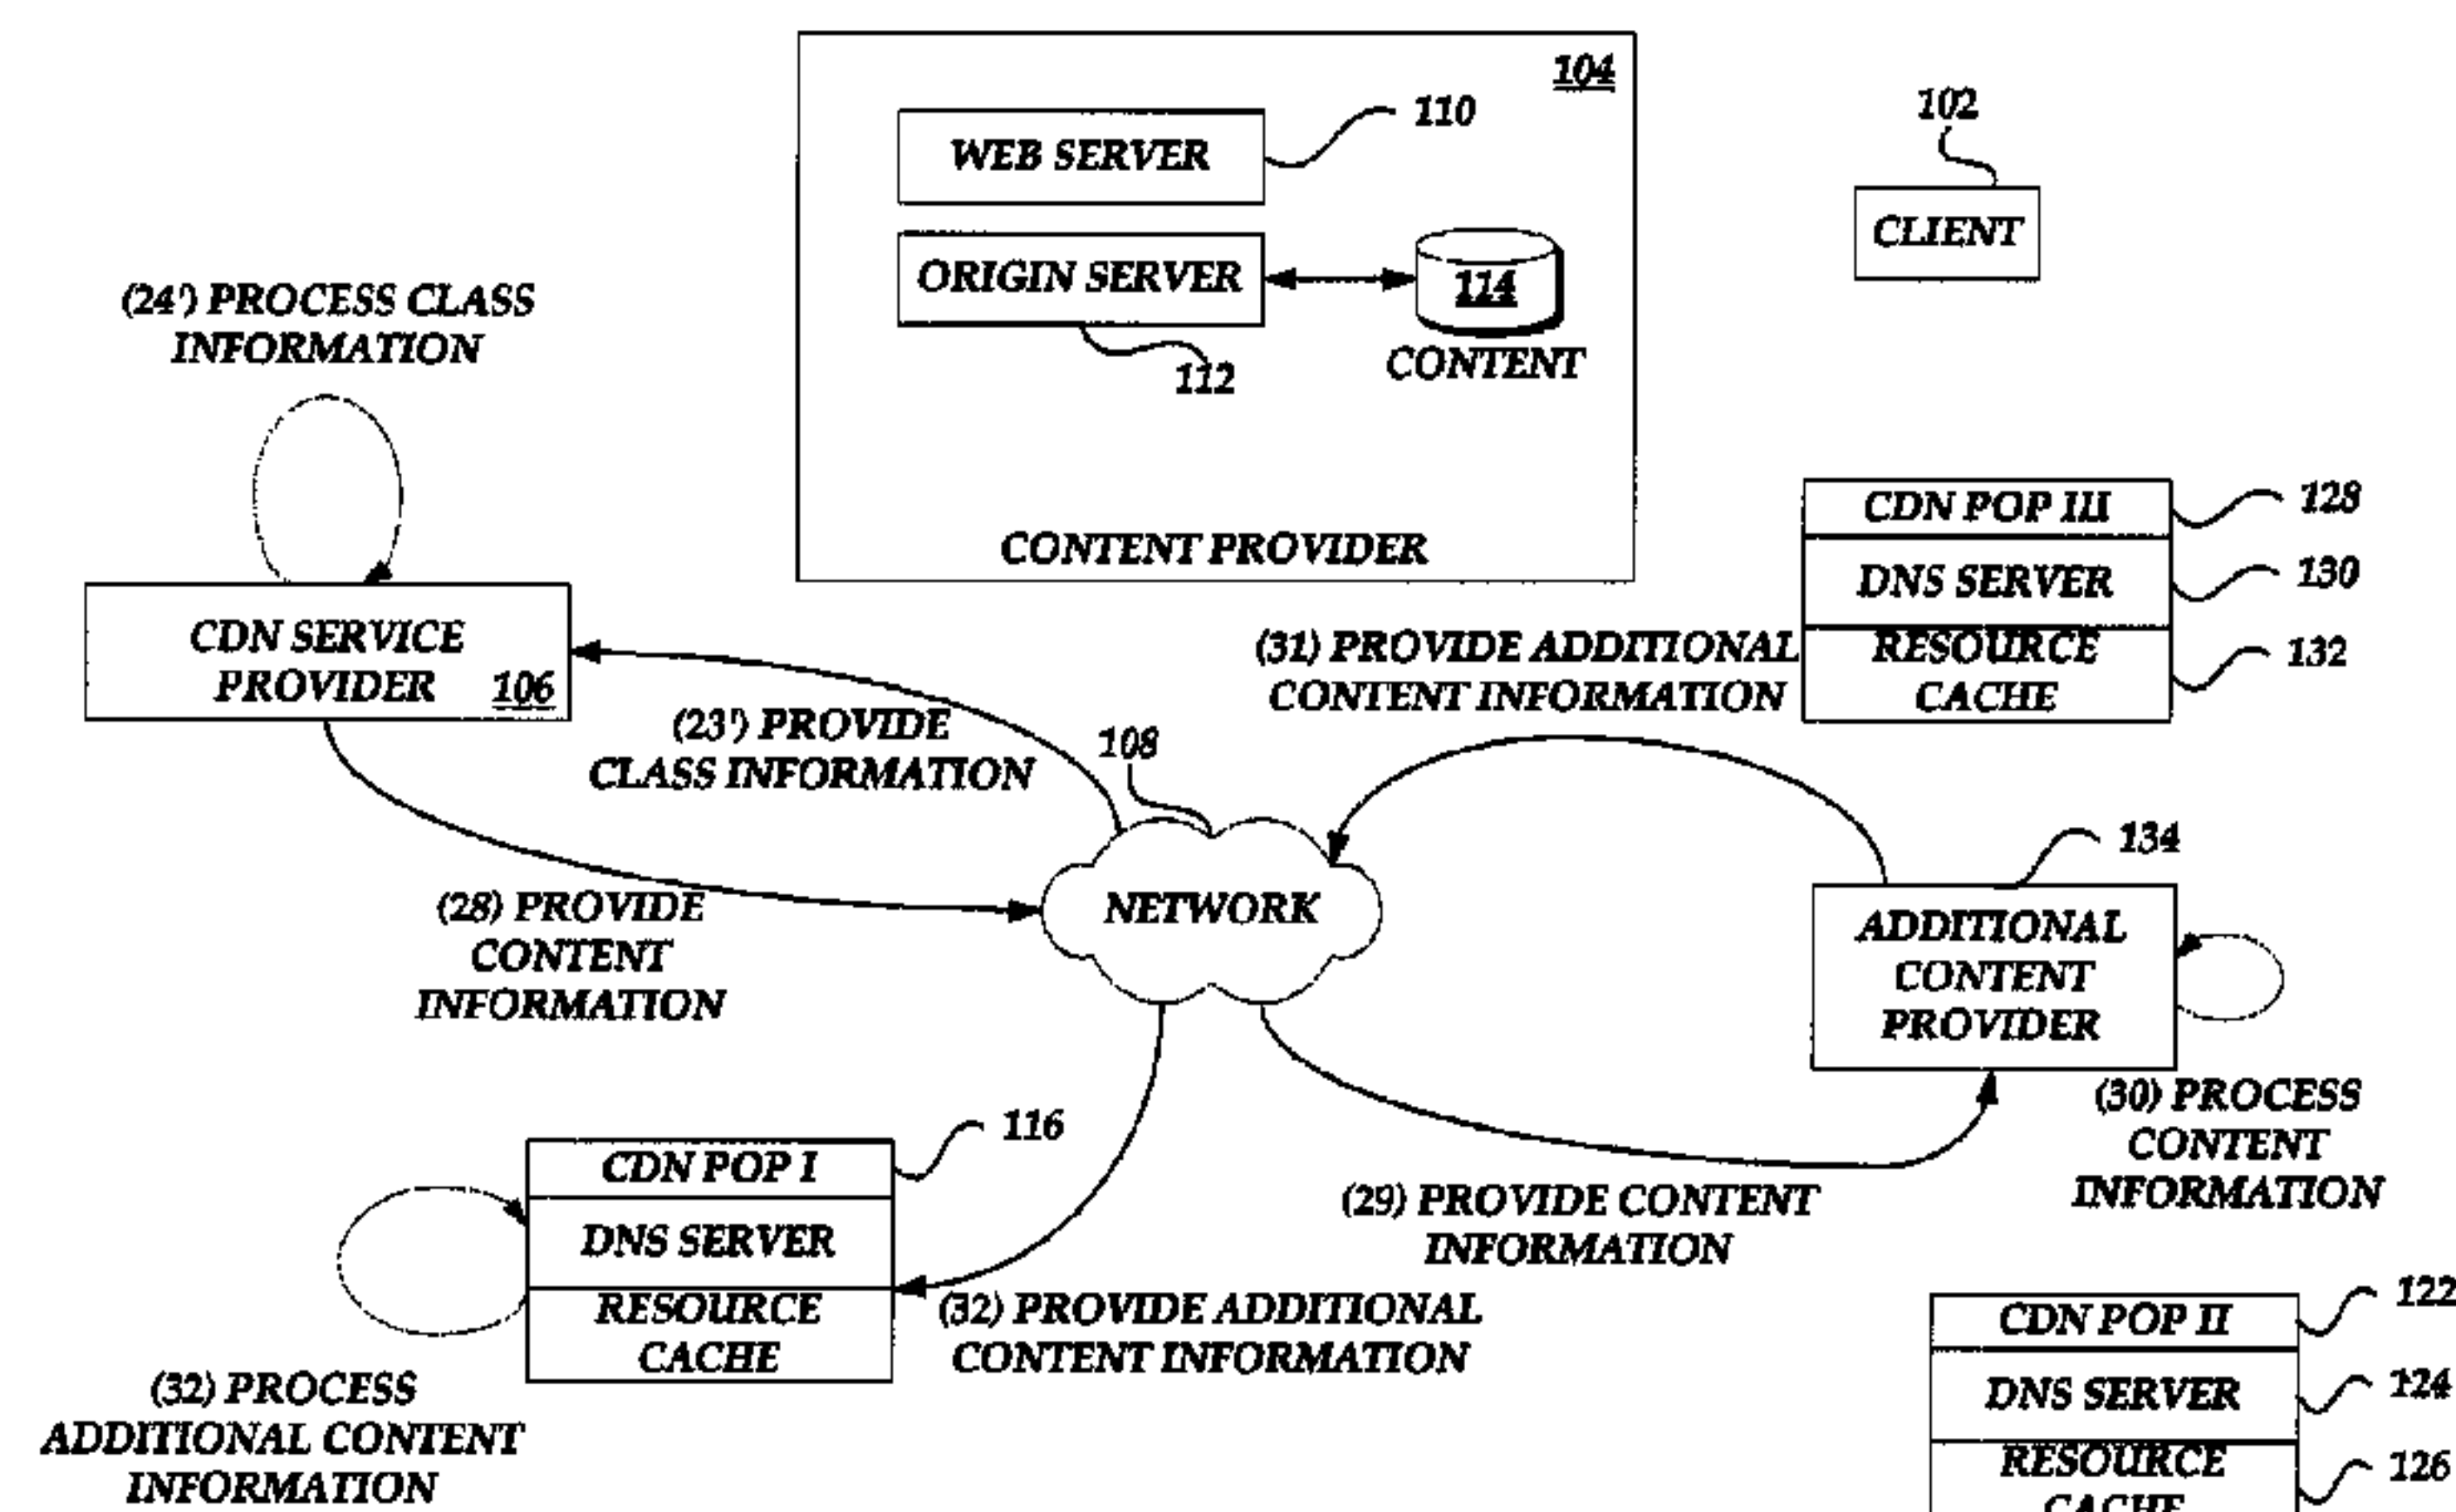 104
110
WEB SERVER
102
CLIENT
ORIGIN SERVER
114
112
CONTENT
CONTENT PROVIDER
(24') PROCESS CLASS
INFORMATION
CDN SERVICE
PROVIDER 106
CDN POP III
128
DNS SERVER
130
RESOURCE
CACHE
132
(31) PROVIDE ADDITIONAL
CONTENT INFORMATION
(23') PROVIDE
CLASS INFORMATION
108
NETWORK
134
ADDITIONAL
CONTENT
PROVIDER
(28) PROVIDE
CONTENT
INFORMATION
(30) PROCESS
CONTENT
INFORMATION
116
CDN POP I
DNS SERVER
RESOURCE
CACHE
(29) PROVIDE CONTENT
INFORMATION
(32) PROVIDE ADDITIONAL
CONTENT INFORMATION
(32) PROCESS
ADDITIONAL CONTENT
INFORMATION
122
CDN POP II
DNS SERVER
124
RESOURCE
126
CACHE